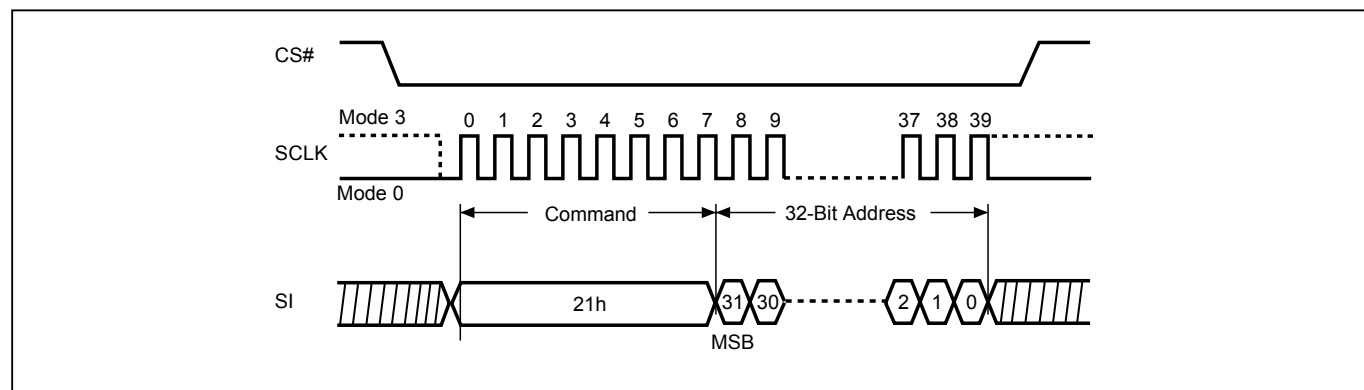 CS#
Mode 3
0 1 2 3 4 5 6 7 8 9 37 38 39
SCLK
Mode 0
Command 32-Bit Address
SI 21h 31 30 2 1 0
MSB